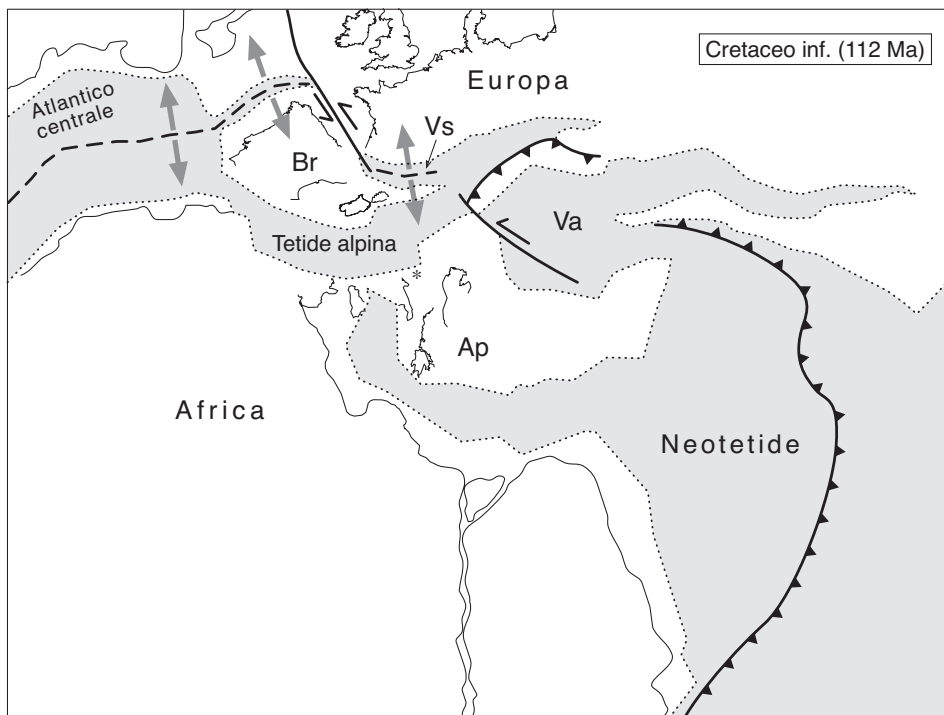 Cretaceo inf. (112 Ma)
Europa
Atlantico
centrale
Vs
Br
Va
Tetide alpina
*
Ap
Africa
Neotetide